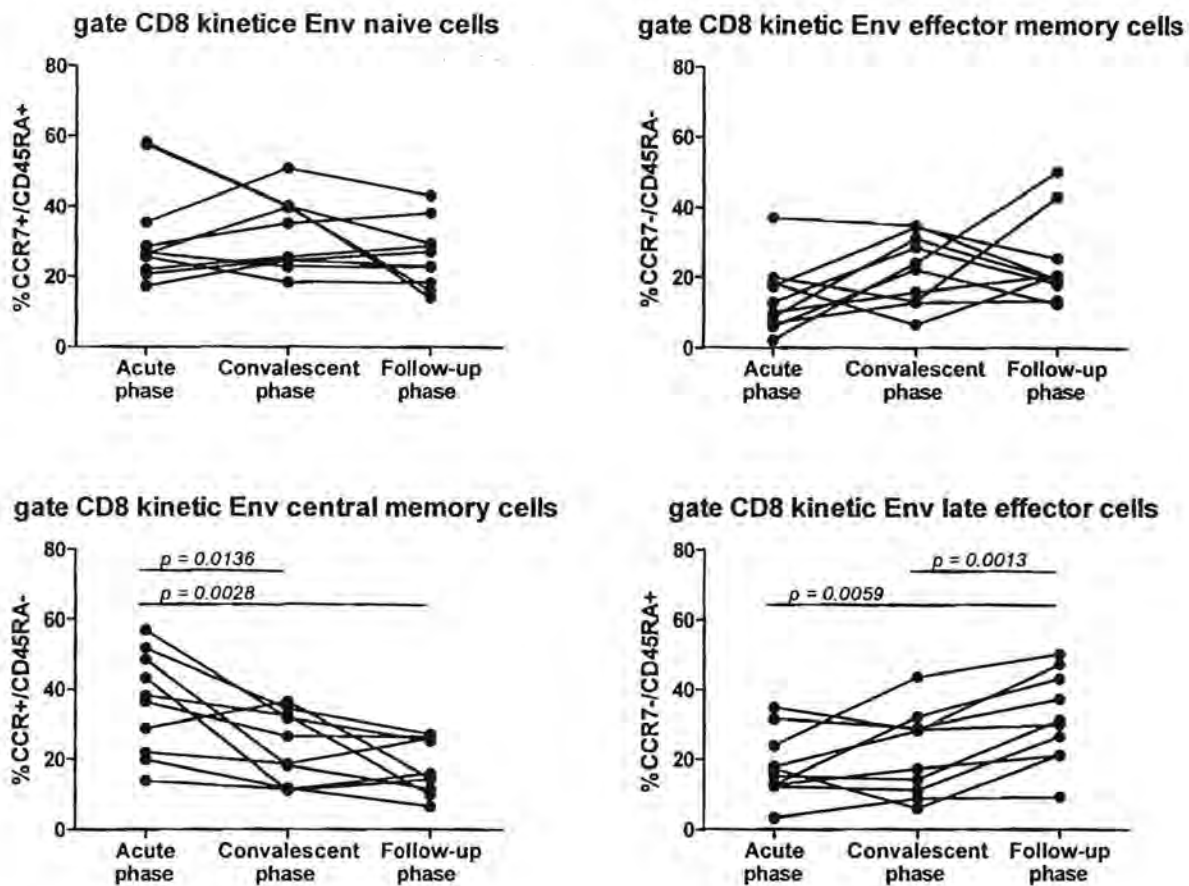 gate CD8 kinetice Env naive cells
80
60
40
20
0
%CCR7+/CD45RA+
Acute
phase
Convalescent
phase
Follow-up
phase
gate CD8 kinetic Env effector memory cells
80
60
40
20
0
%CCR7-/CD45RA-
Acute
phase
Convalescent
phase
Follow-up
phase
gate CD8 kinetic Env central memory cells
80
60
40
20
0
%CCR+/CD45RA-
p = 0.0136
p = 0.0028
Acute
phase
Convalescent
phase
Follow-up
phase
gate CD8 kinetic Env late effector cells
80
60
40
20
0
%CCR7-/CD45RA+
p = 0.0013
p = 0.0059
Acute
phase
Convalescent
phase
Follow-up
phase